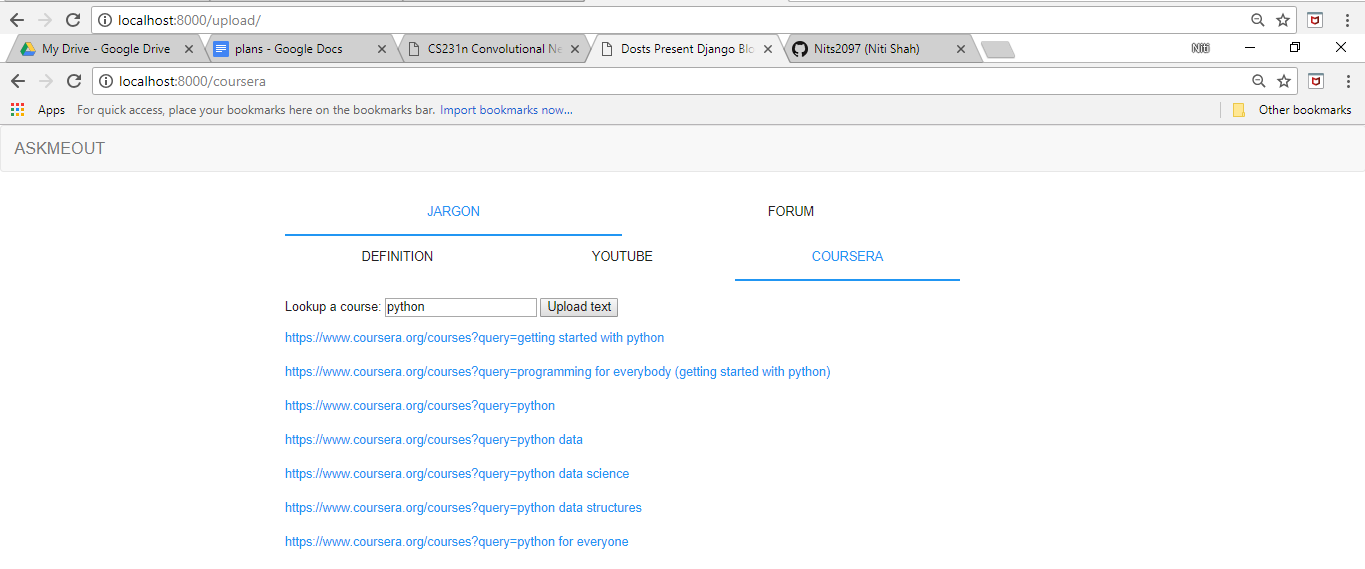 localhost:8000/upload/
My Drive - Google Drive plans - Google Docs CS231n Convolutional Ne Dosts Present Django Blo Nits2097 (Niti Shah) Niti
localhost:8000/coursera
Apps For quick access, place your bookmarks here on the bookmarks bar. Import bookmarks now... Other bookmarks
ASKMEOUT
JARGON FORUM
DEFINITION YOUTUBE COURSERA
Lookup a course: python Upload text
https://www.coursera.org/courses?query=getting started with python
https://www.coursera.org/courses?query=programming for everybody (getting started with python)
https://www.coursera.org/courses?query=python
https://www.coursera.org/courses?query=python data
https://www.coursera.org/courses?query=python data science
https://www.coursera.org/courses?query=python data structures
https://www.coursera.org/courses?query=python for everyone